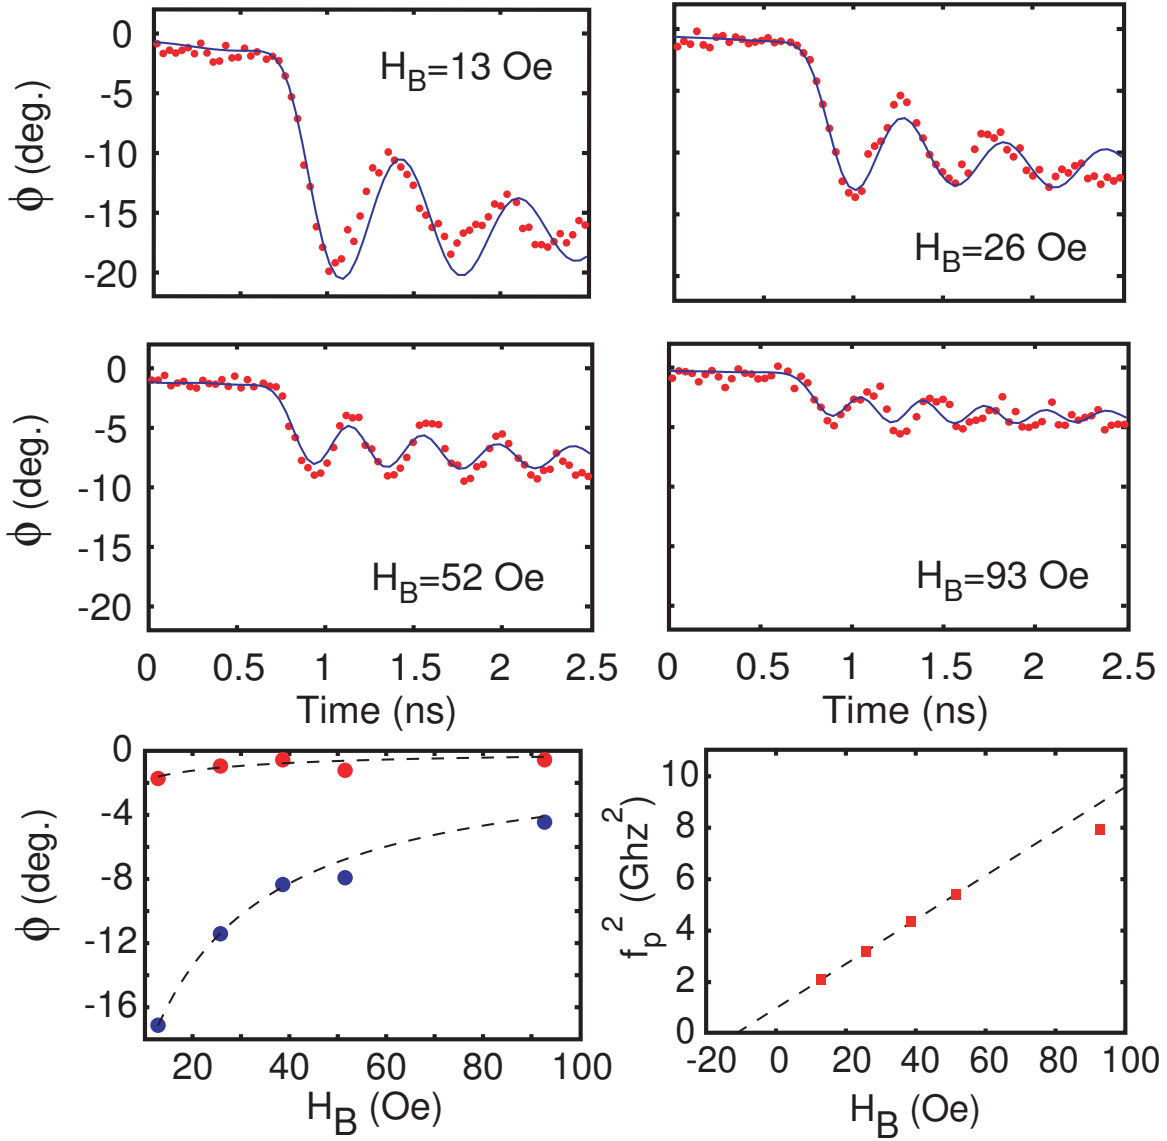 0
-5
-10
-15
-20
ϕ (deg.)
H_B=13 Oe
H_B=26 Oe
0
-5
-10
-15
-20
ϕ (deg.)
H_B=52 Oe
H_B=93 Oe
0 0.5 1 1.5 2 2.5
Time (ns)
0 0.5 1 1.5 2 2.5
Time (ns)
0
-4
-8
-12
-16
ϕ (deg.)
20 40 60 80 100
H_B (Oe)
10
8
6
4
2
0
f_p^2 (Ghz^2)
-20 0 20 40 60 80 100
H_B (Oe)